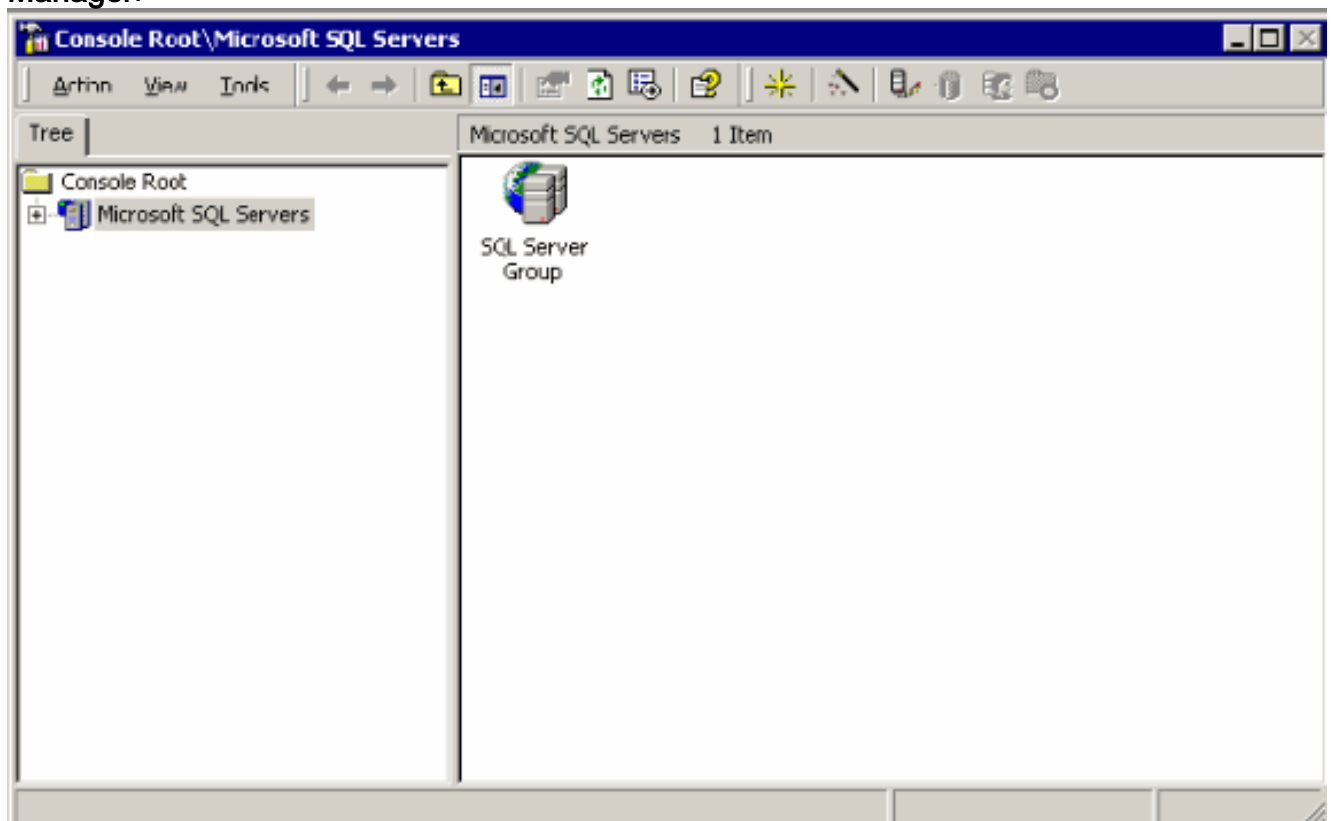 Manager.
Console Root\Microsoft SQL Servers
Action View Tools
Tree
Microsoft SQL Servers 1 Item
Console Root
Microsoft SQL Servers
SQL Server
Group